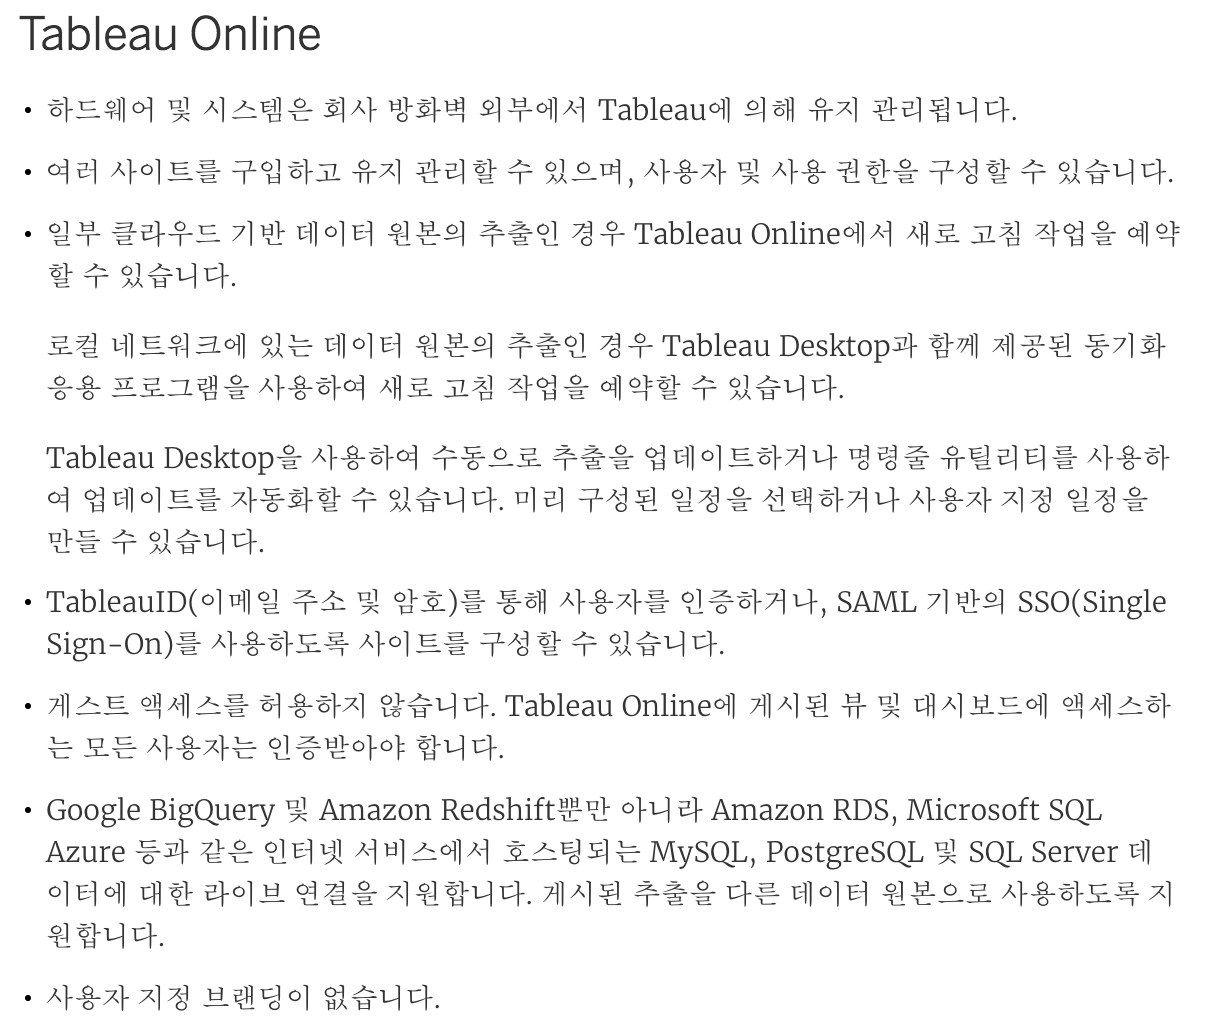 Tableau Online
• 하드웨어 및 시스템은 회사 방화벽 외부에서 Tableau에 의해 유지 관리됩니다.
• 여러 사이트를 구입하고 유지 관리할 수 있으며, 사용자 및 사용 권한을 구성할 수 있습니다.
• 일부 클라우드 기반 데이터 원본의 추출인 경우 Tableau Online에서 새로 고침 작업을 예약
할 수 있습니다.
로컬 네트워크에 있는 데이터 원본의 추출인 경우 Tableau Desktop과 함께 제공된 동기화
응용 프로그램을 사용하여 새로 고침 작업을 예약할 수 있습니다.
Tableau Desktop을 사용하여 수동으로 추출을 업데이트하거나 명령줄 유틸리티를 사용하
여 업데이트를 자동화할 수 있습니다. 미리 구성된 일정을 선택하거나 사용자 지정 일정을
만들 수 있습니다.
• TableauID(이메일 주소 및 암호)를 통해 사용자를 인증하거나, SAML 기반의 SSO(Single
Sign-On)를 사용하도록 사이트를 구성할 수 있습니다.
• 게스트 액세스를 허용하지 않습니다. Tableau Online에 게시된 뷰 및 대시보드에 액세스하
는 모든 사용자는 인증받아야 합니다.
• Google BigQuery 및 Amazon Redshift뿐만 아니라 Amazon RDS, Microsoft SQL
Azure 등과 같은 인터넷 서비스에서 호스팅되는 MySQL, PostgreSQL 및 SQL Server 데
이터에 대한 라이브 연결을 지원합니다. 게시된 추출을 다른 데이터 원본으로 사용하도록 지
원합니다.
• 사용자 지정 브랜딩이 없습니다.